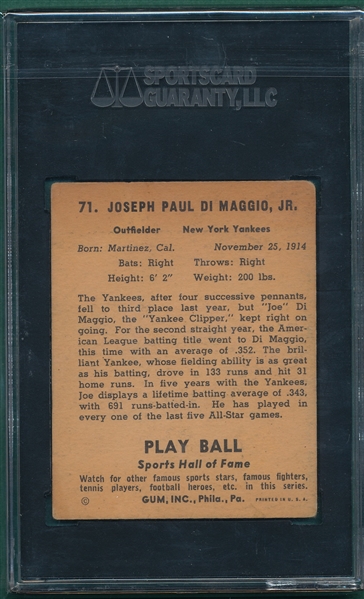 SPORTSCARD
GUARANTY, LLC
71. JOSEPH PAUL DI MAGGIO, JR.
Outfielder New York Yankees
Born: Martinez, Cal. November 25, 1914
Bats: Right Throws: Right
Height: 6' 2" Weight: 200 lbs.
The Yankees, after four successive pennants,
fell to third place last year, but "Joe" Di
Maggio, the "Yankee Clipper," kept right on
going. For the second straight year, the Amer-
ican League batting title went to Di Maggio,
this time with an average of .352. The bril-
liant Yankee, whose fielding ability is as great
as his batting, drove in 133 runs and hit 31
home runs. In five years with the Yankees,
Joe displays a lifetime batting average of .343,
with 691 runs-batted-in. He has played in
every one of the last five All-Star games.
PLAY BALL
Sports Hall of Fame
Watch for other famous sports stars, famous fighters,
tennis players, football heroes, etc. in this series.
© GUM, INC., Phila., Pa. PRINTED IN U. S. A.